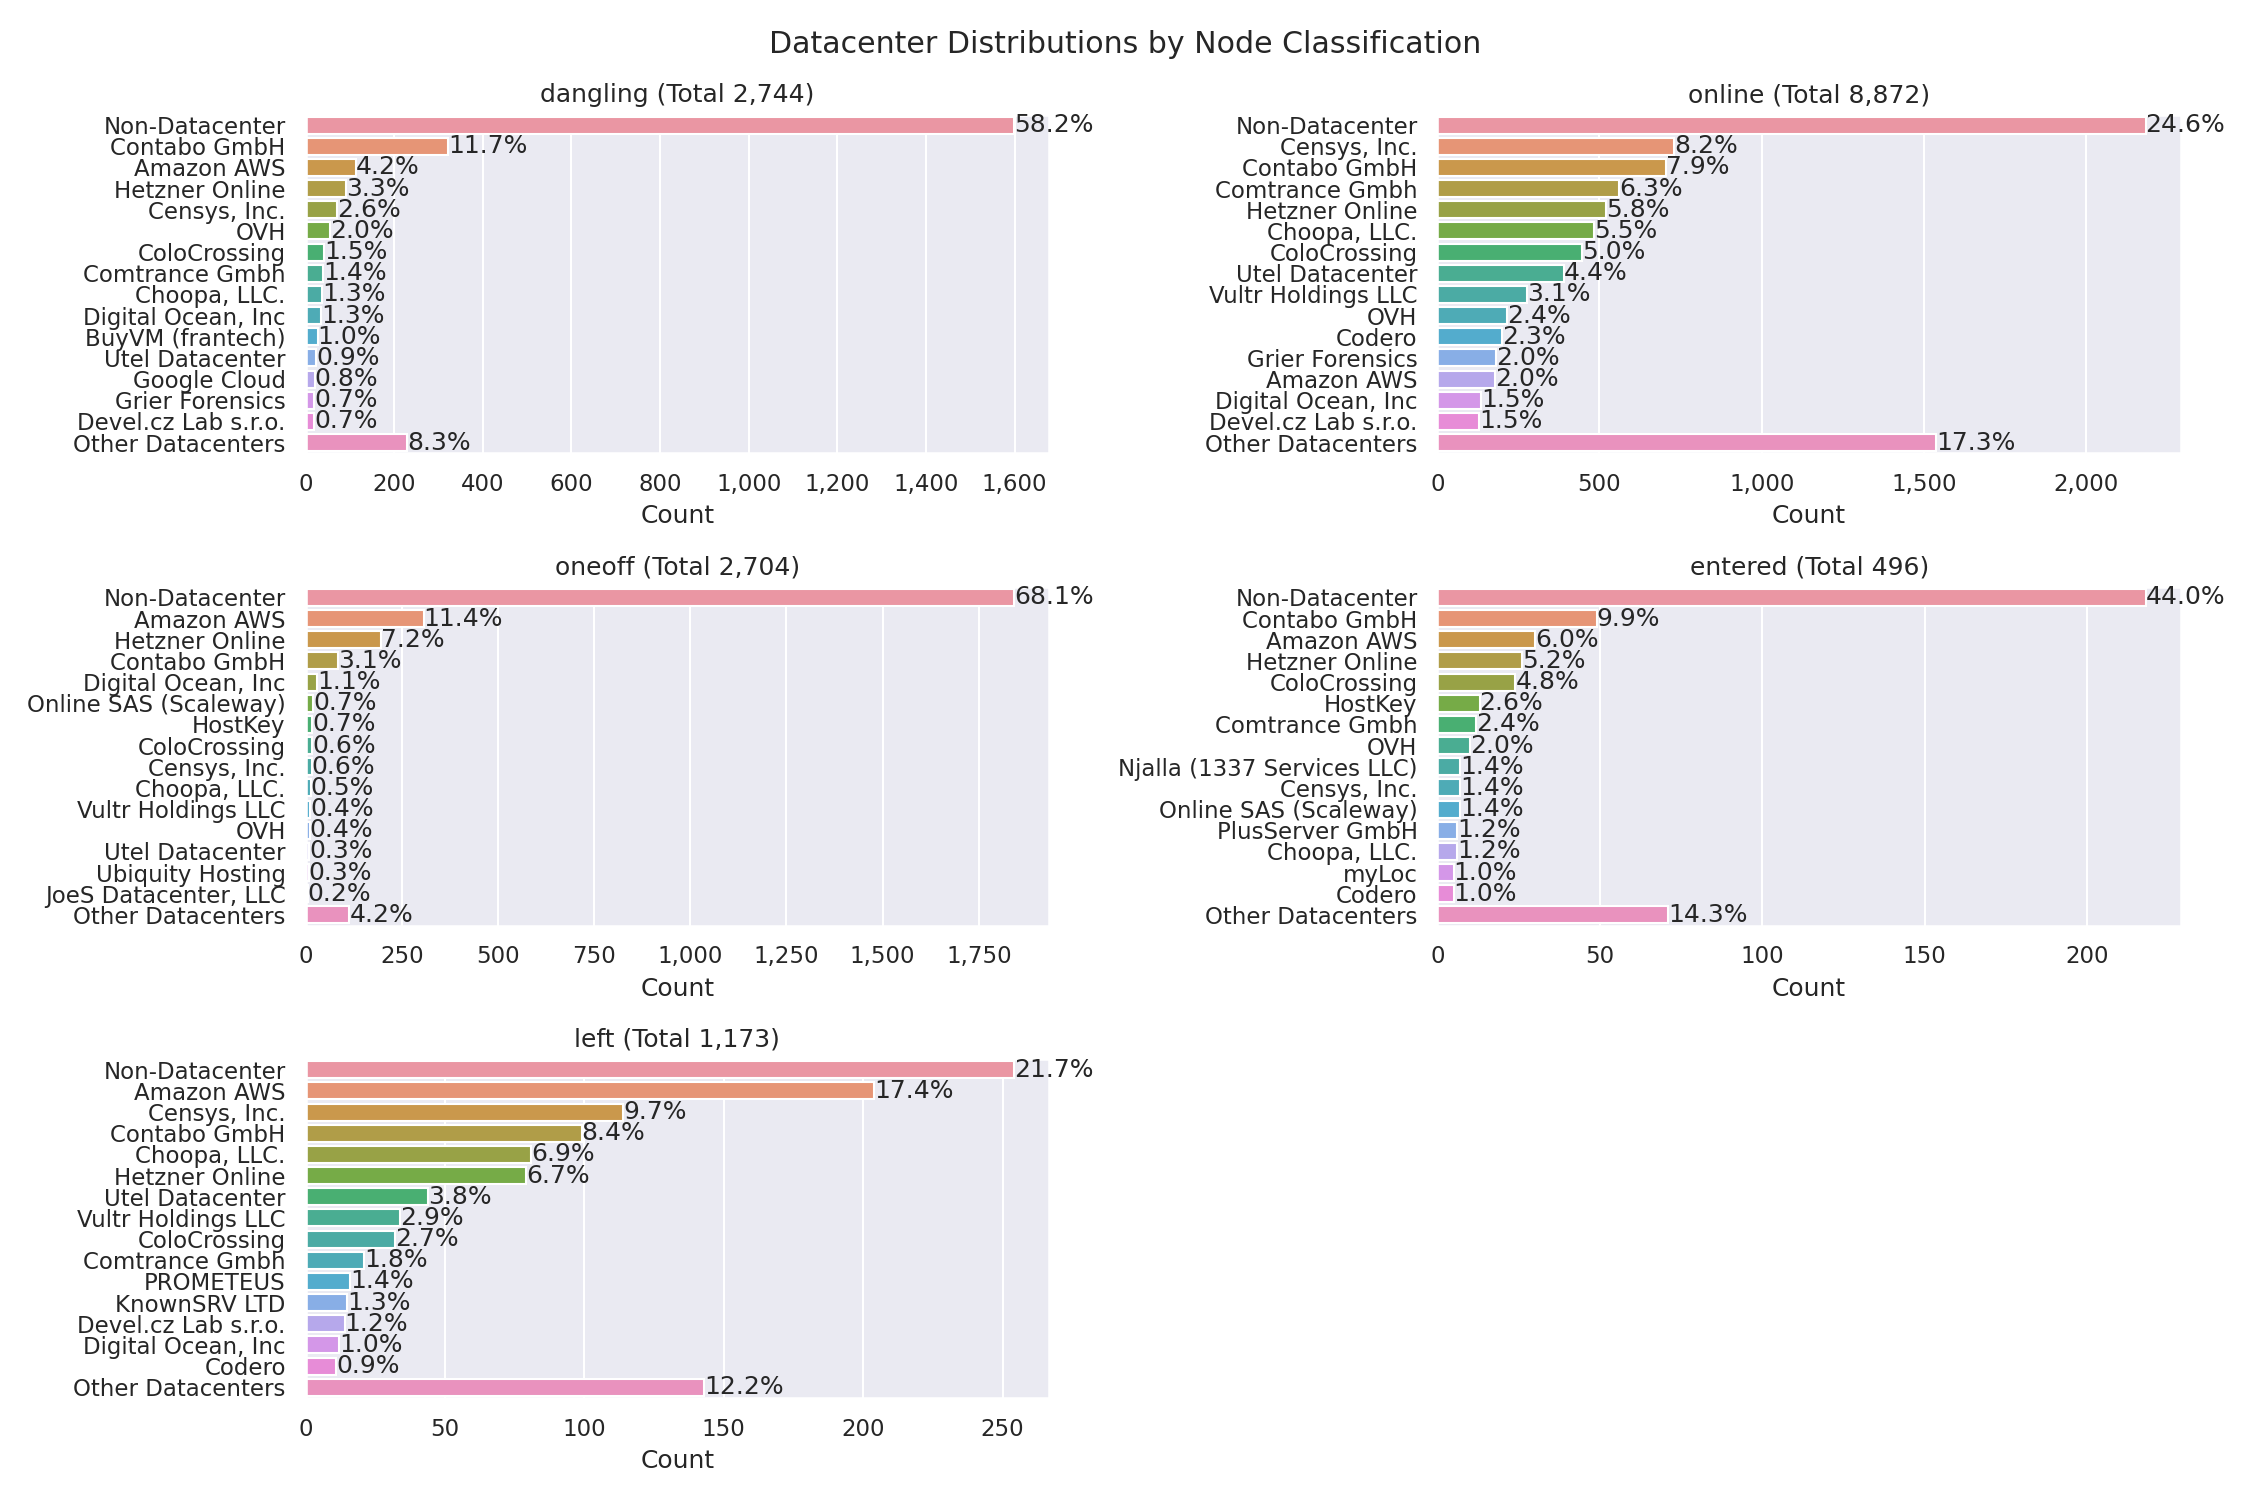 Datacenter Distributions by Node Classification
dangling (Total 2,744)
Non-Datacenter 58.2%
Contabo GmbH 11.7%
Amazon AWS 4.2%
Hetzner Online 3.3%
Censys, Inc. 2.6%
OVH 2.0%
ColoCrossing 1.5%
Comtrance Gmbh 1.4%
Choopa, LLC. 1.3%
Digital Ocean, Inc 1.3%
BuyVM (frantech) 1.0%
Utel Datacenter 0.9%
Google Cloud 0.8%
Grier Forensics 0.7%
Devel.cz Lab s.r.o. 0.7%
Other Datacenters 8.3%
0 200 400 600 800 1,000 1,200 1,400 1,600
Count
online (Total 8,872)
Non-Datacenter 24.6%
Censys, Inc. 8.2%
Contabo GmbH 7.9%
Comtrance Gmbh 6.3%
Hetzner Online 5.8%
Choopa, LLC. 5.5%
ColoCrossing 5.0%
Utel Datacenter 4.4%
Vultr Holdings LLC 3.1%
OVH 2.4%
Codero 2.3%
Grier Forensics 2.0%
Amazon AWS 2.0%
Digital Ocean, Inc 1.5%
Devel.cz Lab s.r.o. 1.5%
Other Datacenters 17.3%
0 500 1,000 1,500 2,000
Count
oneoff (Total 2,704)
Non-Datacenter 68.1%
Amazon AWS 11.4%
Hetzner Online 7.2%
Contabo GmbH 3.1%
Digital Ocean, Inc 1.1%
Online SAS (Scaleway) 0.7%
HostKey 0.7%
ColoCrossing 0.6%
Censys, Inc. 0.6%
Choopa, LLC. 0.5%
Vultr Holdings LLC 0.4%
OVH 0.4%
Utel Datacenter 0.3%
Ubiquity Hosting 0.3%
JoeS Datacenter, LLC 0.2%
Other Datacenters 4.2%
0 250 500 750 1,000 1,250 1,500 1,750
Count
entered (Total 496)
Non-Datacenter 44.0%
Contabo GmbH 9.9%
Amazon AWS 6.0%
Hetzner Online 5.2%
ColoCrossing 4.8%
HostKey 2.6%
Comtrance Gmbh 2.4%
OVH 2.0%
Njalla (1337 Services LLC) 1.4%
Censys, Inc. 1.4%
Online SAS (Scaleway) 1.4%
PlusServer GmbH 1.2%
Choopa, LLC. 1.2%
myLoc 1.0%
Codero 1.0%
Other Datacenters 14.3%
0 50 100 150 200
Count
left (Total 1,173)
Non-Datacenter 21.7%
Amazon AWS 17.4%
Censys, Inc. 9.7%
Contabo GmbH 8.4%
Choopa, LLC. 6.9%
Hetzner Online 6.7%
Utel Datacenter 3.8%
Vultr Holdings LLC 2.9%
ColoCrossing 2.7%
Comtrance Gmbh 1.8%
PROMETEUS 1.4%
KnownSRV LTD 1.3%
Devel.cz Lab s.r.o. 1.2%
Digital Ocean, Inc 1.0%
Codero 0.9%
Other Datacenters 12.2%
0 50 100 150 200 250
Count